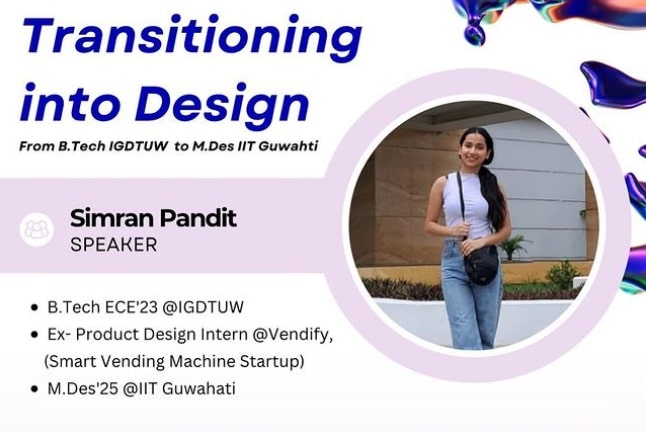 Transitioning
into Design
From B.Tech IGDTUW to M.Des IIT Guwahti
Simran Pandit
SPEAKER
• B.Tech ECE'23 @IGDTUW
• Ex- Product Design Intern @Vendify,
(Smart Vending Machine Startup)
• M.Des'25 @IIT Guwahati